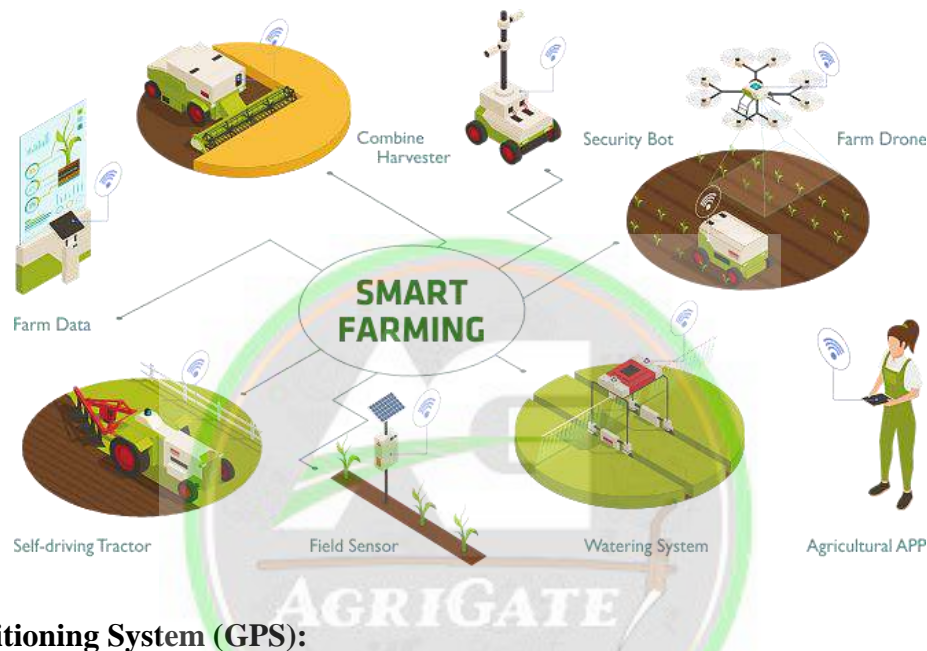 Combine
Harvester
Security Bot
Farm Drone
SMART
FARMING
Farm Data
Self-driving Tractor
Field Sensor
Watering System
Agricultural APP
AGRIGATE
itioning System (GPS):